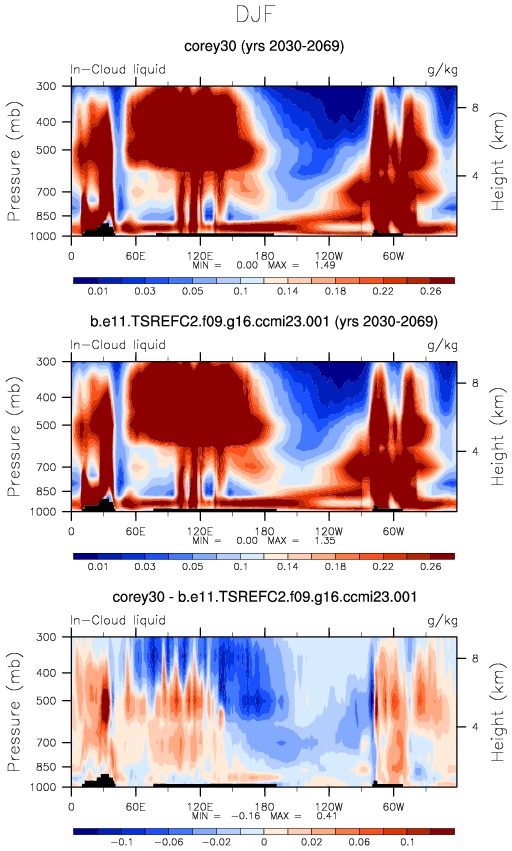 DJF
corey30 (yrs 2030-2069)
In-Cloud liquid g/kg
Pressure (mb)
Height (km)
300
400
500
700
850
1000
8
4
0 60E 120E 180 120W 60W
MIN = 0.00 MAX = 1.49
0.01 0.03 0.05 0.1 0.14 0.18 0.22 0.26
b.e11.TSREFC2.f09.g16.ccmi23.001 (yrs 2030-2069)
In-Cloud liquid g/kg
Pressure (mb)
Height (km)
300
400
500
700
850
1000
8
4
0 60E 120E 180 120W 60W
MIN = 0.00 MAX = 1.35
0.01 0.03 0.05 0.1 0.14 0.18 0.22 0.26
corey30 - b.e11.TSREFC2.f09.g16.ccmi23.001
In-Cloud liquid g/kg
Pressure (mb)
Height (km)
300
400
500
700
850
1000
8
4
0 60E 120E 180 120W 60W
MIN = -0.16 MAX = 0.41
-0.1 -0.06 -0.02 0 0.02 0.06 0.1